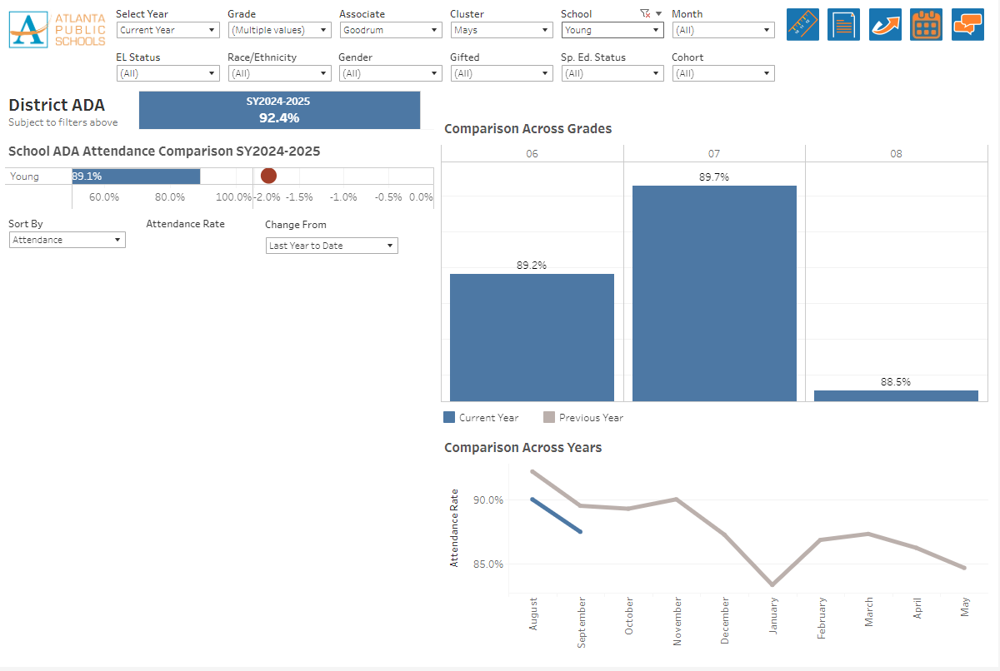 ATLANTA
PUBLIC
SCHOOLS
Select Year
Current Year
Grade
(Multiple values)
Associate
Goodrum
Cluster
Mays
School
Young
Month
(All)
EL Status
(All)
Race/Ethnicity
(All)
Gender
(All)
Gifted
(All)
Sp. Ed. Status
(All)
Cohort
(All)
District ADA
Subject to filters above
SY2024-2025
92.4%
School ADA Attendance Comparison SY2024-2025
Young
89.1%
60.0% 80.0% 100.0% -2.0% -1.5% -1.0% -0.5% 0.0%
Sort By
Attendance
Attendance Rate
Change From
Last Year to Date
Comparison Across Grades
06 07 08
89.2%
89.7%
88.5%
Current Year Previous Year
Comparison Across Years
Attendance Rate
90.0%
85.0%
August
September
October
November
December
January
February
March
April
May